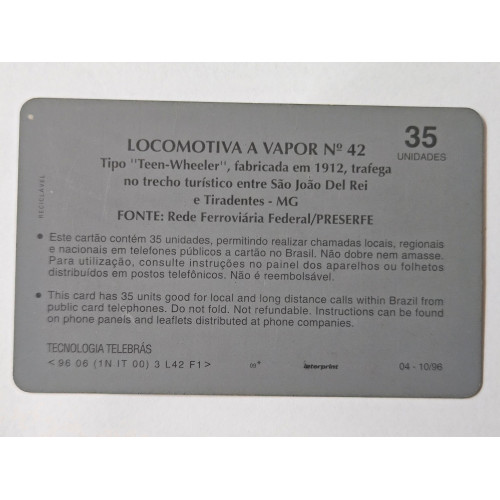 LOCOMOTIVA A VAPOR Nº 42
35
UNIDADES
Tipo "Teen-Wheeler", fabricada em 1912, trafega
no trecho turístico entre São João Del Rei
e Tiradentes - MG
FONTE: Rede Ferroviária Federal/PRESERFE
RECICLÁVEL
● Este cartão contém 35 unidades, permitindo realizar chamadas locais, regionais
e nacionais em telefones públicos a cartão no Brasil. Não dobre nem amasse.
Para utilização, consulte instruções no painel dos aparelhos ou folhetos
distribuídos em postos telefônicos. Não é reembolsável.
● This card has 35 units good for local and long distance calls within Brazil from
public card telephones. Do not fold. Not refundable. Instructions can be found
on phone panels and leaflets distributed at phone companies.
TECNOLOGIA TELEBRÁS
< 96 06 (1N IT 00) 3 L42 F1 >
interprint
04 - 10/96